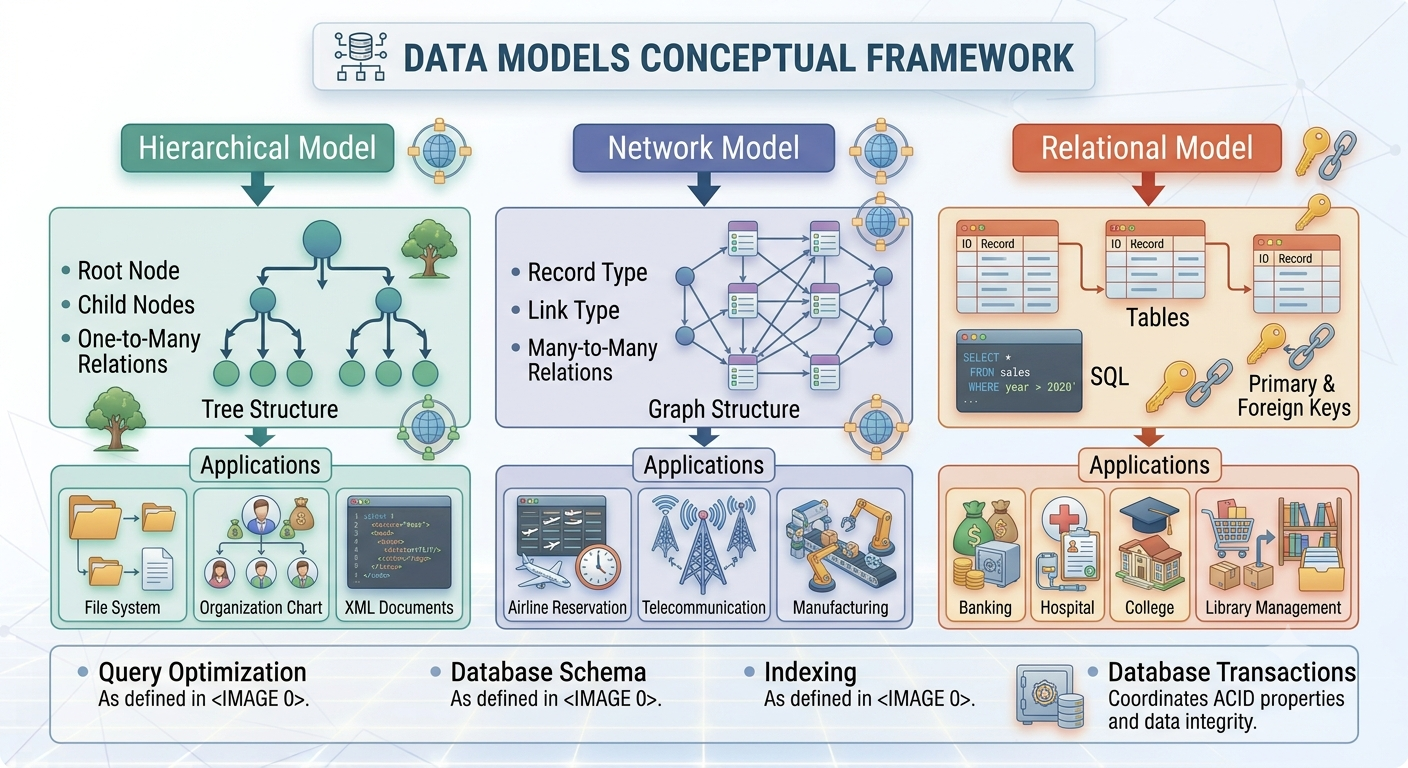 DATA MODELS CONCEPTUAL FRAMEWORK
Hierarchical Model
• Root Node
• Child Nodes
• One-to-Many
Relations
Tree Structure
Applications
File System
Organization Chart
XML Documents
Network Model
• Record Type
• Link Type
• Many-to-Many
Relations
Graph Structure
Applications
Airline Reservation
Telecommunication
Manufacturing
Relational Model
ID Record
ID Record
ID Record
Tables
SELECT *
FRDN sales
WHERE year > 2020'
...
SQL
Primary &
Foreign Keys
Applications
Banking
Hospital
College
Library Management
• Query Optimization
As defined in <IMAGE 0>.
• Database Schema
As defined in <IMAGE 0>.
• Indexing
As defined in <IMAGE 0>.
• Database Transactions
Coordinates ACID properties
and data integrity.